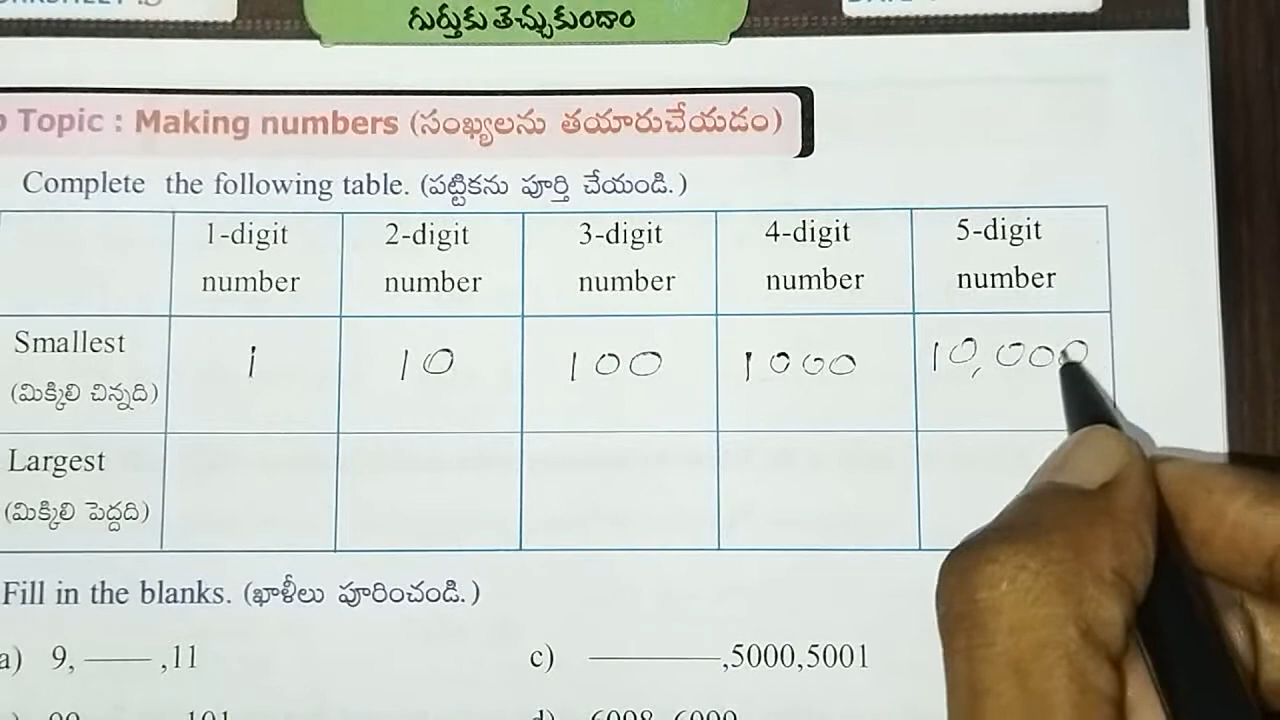 గుర్తుకు తెచ్చుకుందాం
Topic : Making numbers (సంఖ్యలను తయారుచేయడం)
Complete the following table. (పట్టికను పూర్తి చేయండి.)
1-digit number 2-digit number 3-digit number 4-digit number 5-digit number
Smallest (మిక్కిలి చిన్నది) 1 10 100 1000 10,000
Largest (మిక్కిలి పెద్దది)
Fill in the blanks. (ఖాళీలు పూరించండి.)
a) 9, —— ,11 c) ————,5000,5001